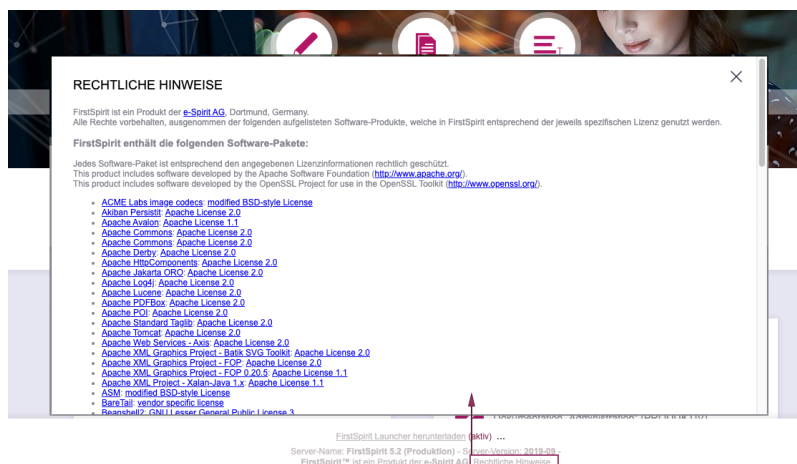 RECHTLICHE HINWEISE
FirstSpirit ist ein Produkt der e-Spirit AG, Dortmund, Germany.
Alle Rechte vorbehalten, ausgenommen der folgenden aufgelisteten Software-Produkte, welche in FirstSpirit entsprechend der jeweils spezifischen Lizenz genutzt werden.
FirstSpirit enthält die folgenden Software-Pakete:
Jedes Software-Paket ist entsprechend den angegebenen Lizenzinformationen rechtlich geschützt.
This product includes software developed by the Apache Software Foundation (http://www.apache.org/).
This product includes software developed by the OpenSSL Project for use in the OpenSSL Toolkit (http://www.openssl.org/).
ACME Labs image codecs: modified BSD-style License
Akiban Persistit: Apache License 2.0
Apache Avalon: Apache License 1.1
Apache Commons: Apache License 2.0
Apache Commons: Apache License 2.0
Apache Derby: Apache License 2.0
Apache HttpComponents: Apache License 2.0
Apache Jakarta ORO: Apache License 2.0
Apache Log4j: Apache License 2.0
Apache Lucene: Apache License 2.0
Apache PDFBox: Apache License 2.0
Apache POI: Apache License 2.0
Apache Standard Taglib: Apache License 2.0
Apache Tomcat: Apache License 2.0
Apache Web Services - Axis: Apache License 2.0
Apache XML Graphics Project - Batik SVG Toolkit: Apache License 2.0
Apache XML Graphics Project - FOP: Apache License 2.0
Apache XML Graphics Project - FOP 0.20.5: Apache License 1.1
Apache XML Project - Xalan-Java 1.x: Apache License 1.1
ASM: modified BSD-style License
BareTail: vendor specific license
Beanshell2: GNU Lesser General Public License 3
Dokumentation, Administration: (PRODUKTIV)
FirstSpirit Launcher herunterladen (aktiv) ...
Server-Name: FirstSpirit 5.2 (Produktion) - Server-Version: 2019-09 -
FirstSpirit™ ist ein Produkt der e-Spirit AG Rechtliche Hinweise